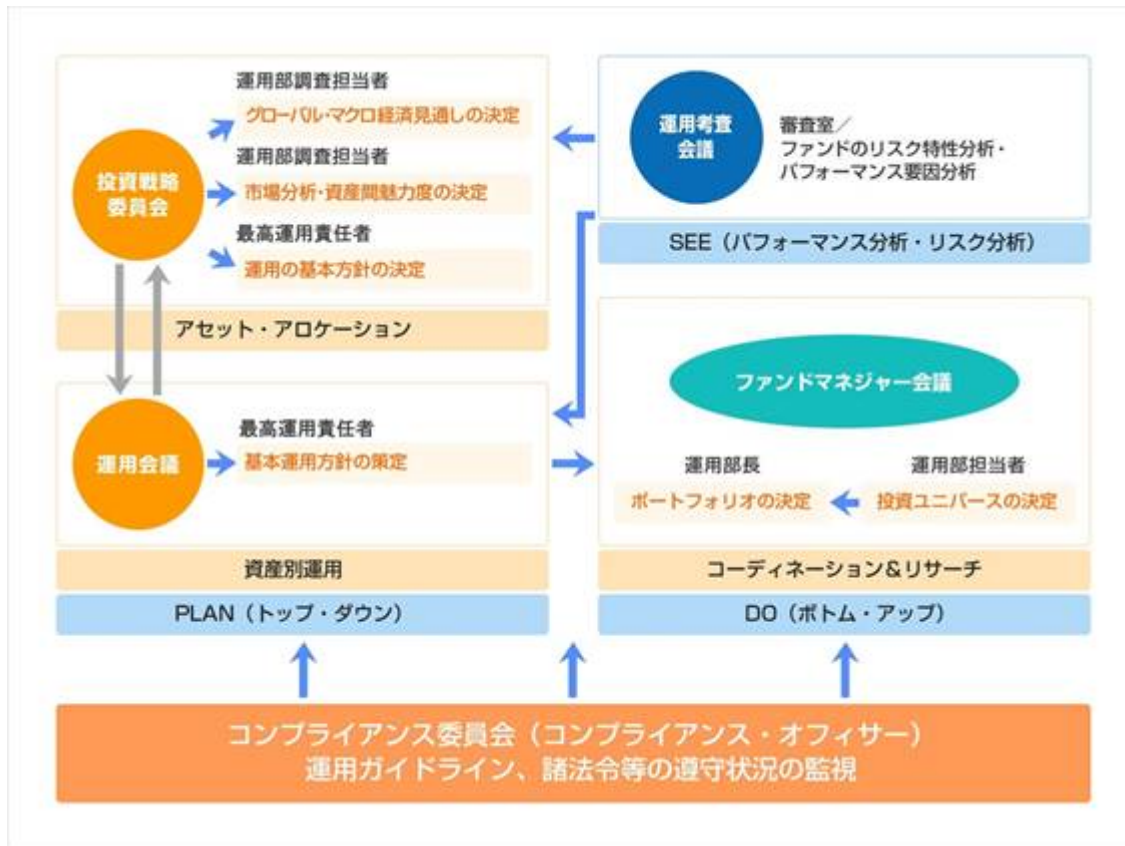 運用部調査担当者
グローバル・マクロ経済見通しの決定
投資戦略
委員会
運用部調査担当者
市場分析・資産間魅力度の決定
最高運用責任者
運用の基本方針の決定
アセット・アロケーション
運用考査
会議
審査室／
ファンドのリスク特性分析・
パフォーマンス要因分析
SEE（パフォーマンス分析・リスク分析）
運用会議
最高運用責任者
基本運用方針の策定
資産別運用
PLAN（トップ・ダウン）
ファンドマネジャー会議
運用部長
ポートフォリオの決定
運用部担当者
投資ユニバースの決定
コーディネーション＆リサーチ
DO（ボトム・アップ）
コンプライアンス委員会（コンプライアンス・オフィサー）
運用ガイドライン、諸法令等の遵守状況の監視